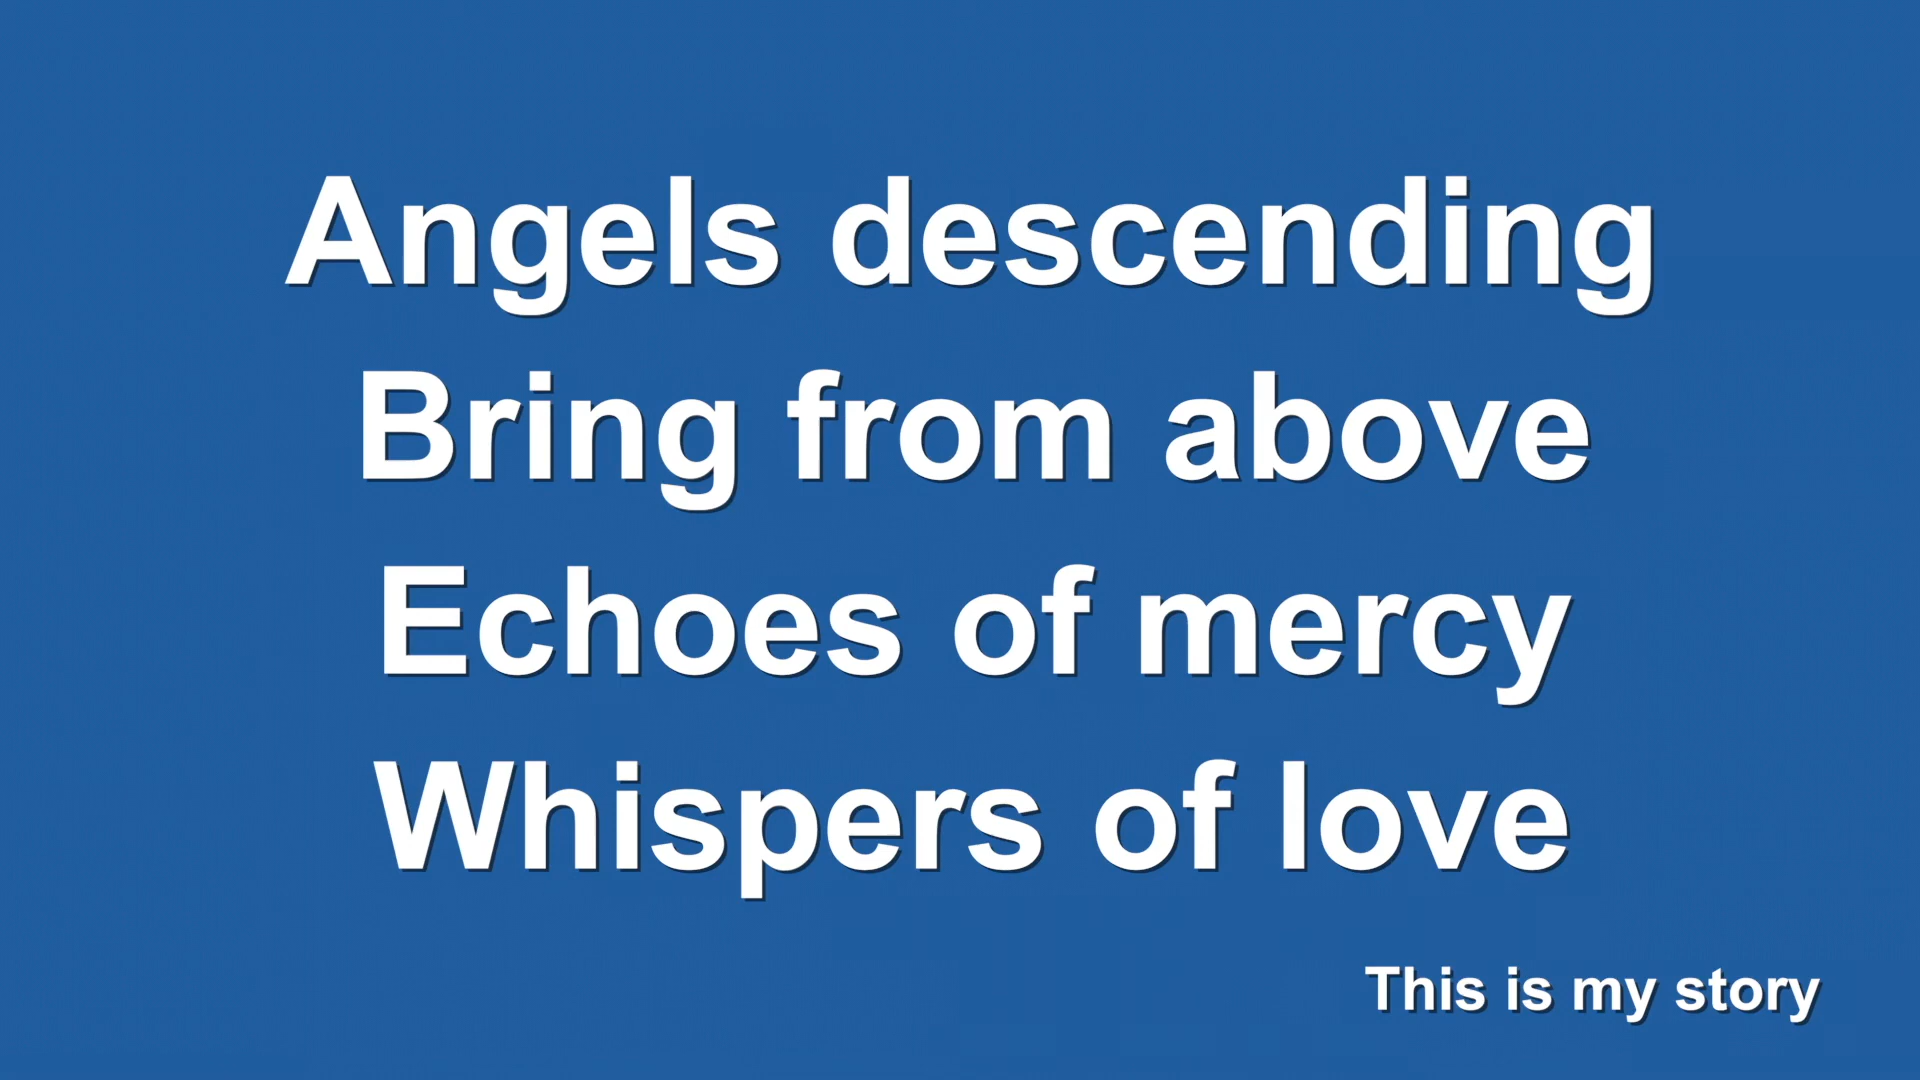 Angels descending
Bring from above
Echoes of mercy
Whispers of love
This is my story